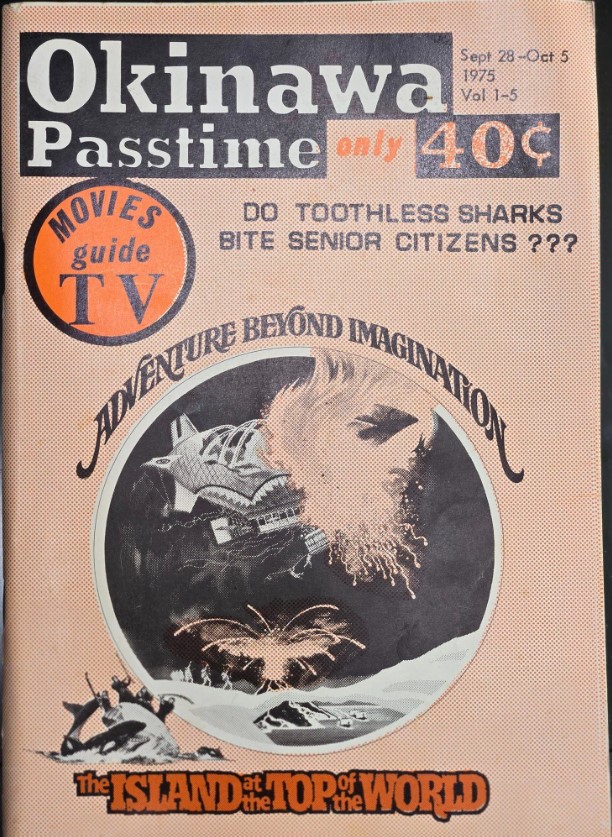 Okinawa
Passtime only 40¢
Sept 28-Oct 5
1975
Vol 1-5
MOVIES
guide
TV
DO TOOTHLESS SHARKS
BITE SENIOR CITIZENS ???
ADVENTURE BEYOND IMAGINATION
The ISLAND at the TOP of the WORLD